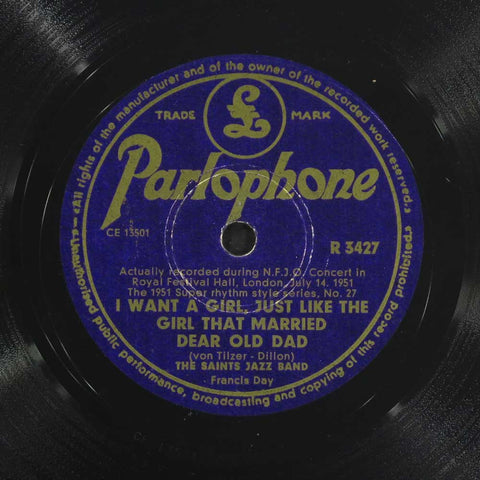 All rights of the manufacturer and of the owner of the recorded work reserved.
Unauthorised public performance, broadcasting and copying of this record prohibited.
£
TRADE MARK
Parlophone
CE 13501
R 3427
Actually recorded during N.F.J.O. Concert in
Royal Festival Hall, London, July 14. 1951
The 1951 Super rhythm style series, No. 27
I WANT A GIRL JUST LIKE THE
GIRL THAT MARRIED
DEAR OLD DAD
(von Tilzer - Dillon)
THE SAINTS JAZZ BAND
Francis Day